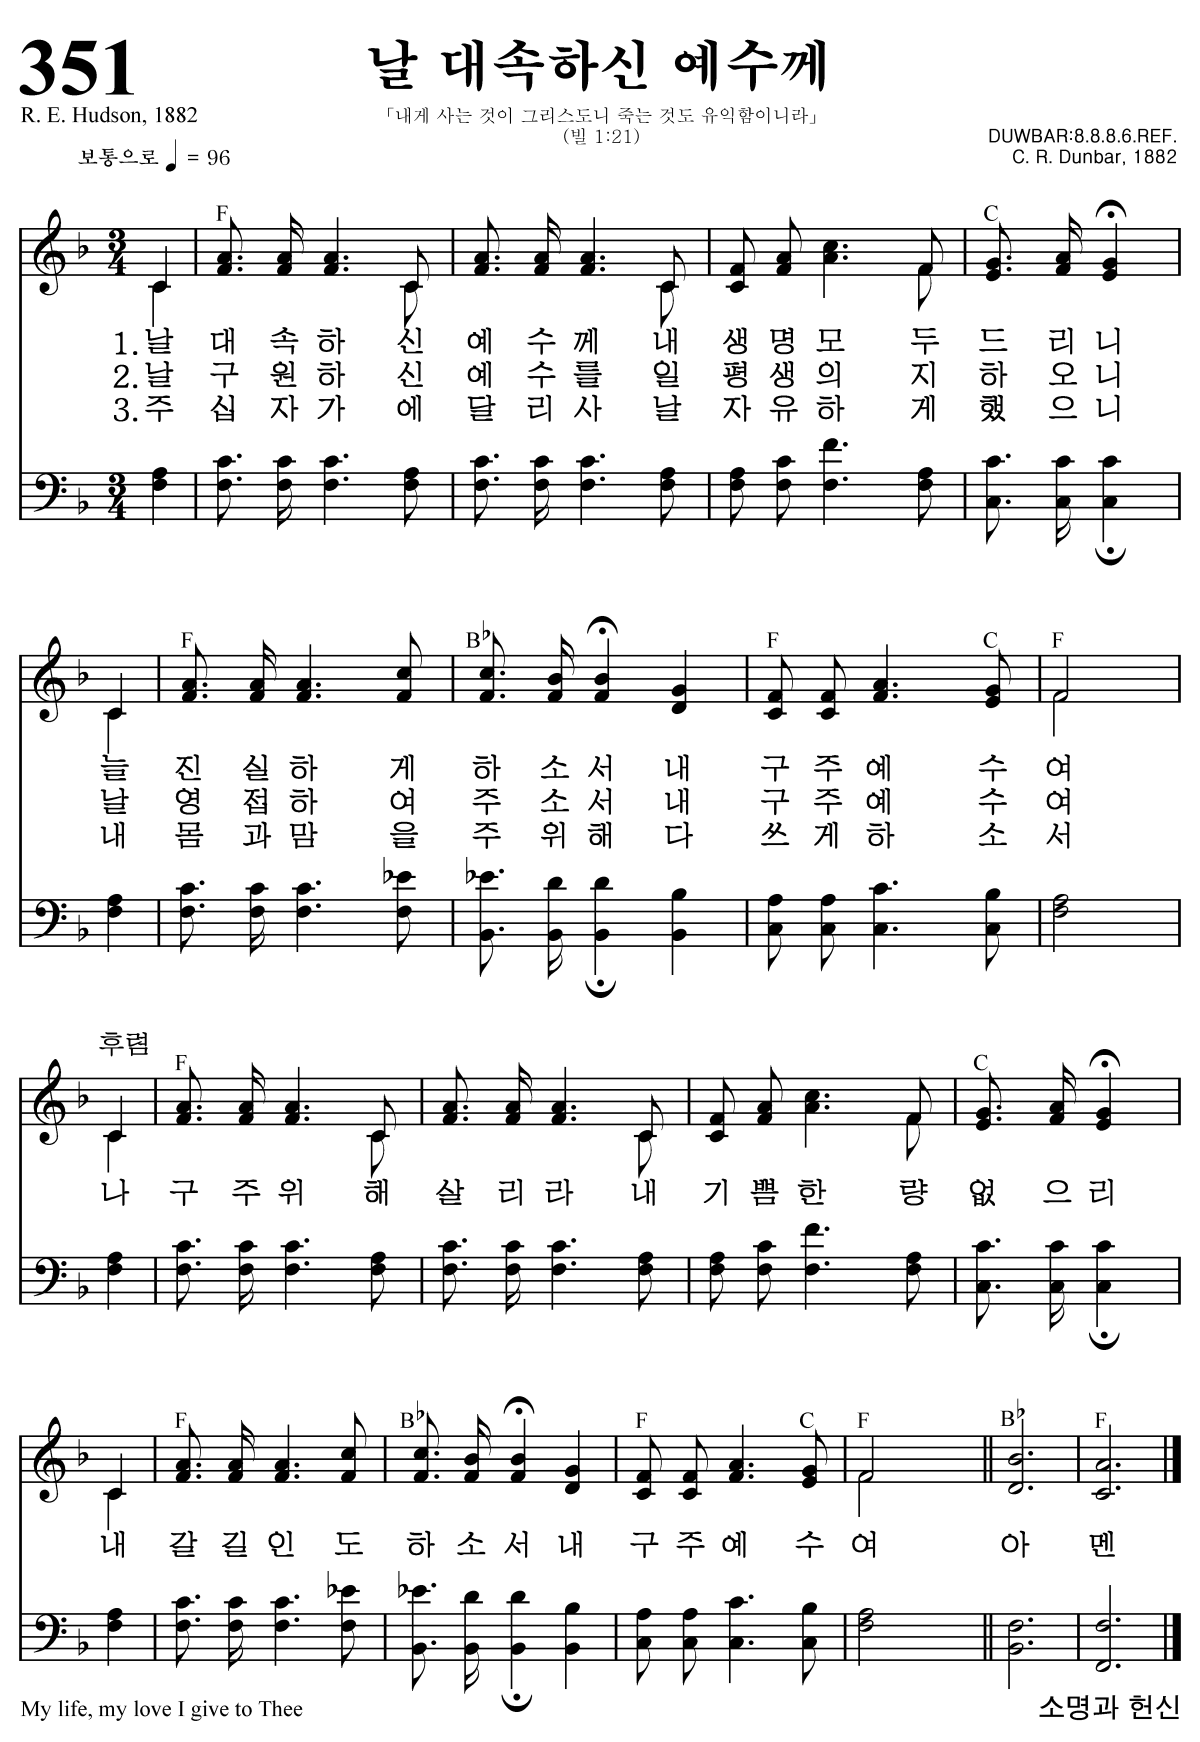 351
날 대속하신 예수께
R. E. Hudson, 1882
「내게 사는 것이 그리스도니 죽는 것도 유익함이니라」
(빌 1:21)
DUWBAR:8.8.8.6.REF.
보통으로 ♩ = 96
C. R. Dunbar, 1882
F C
3 4
1.날 대 속 하 신 예 수 께 내 생 명 모 두 드 리 니
2.날 구 원 하 신 예 수 를 일 평 생 의 지 하 오 니
3.주 십 자 가 에 달 리 사 날 자 유 하 게 했 으 니
3 4
F B♭ F C F
늘 진 실 하 게 하 소 서 내 구 주 예 수 여
날 영 접 하 여 주 소 서 내 구 주 예 수 여
내 몸 과 맘 을 주 위 해 다 쓰 게 하 소 서
후렴
F C
나 구 주 위 해 살 리 라 내 기 쁨 한 량 없 으 리
F B♭ F C F B♭ F
내 갈 길 인 도 하 소 서 내 구 주 예 수 여 아 멘
My life, my love I give to Thee
소명과 헌신